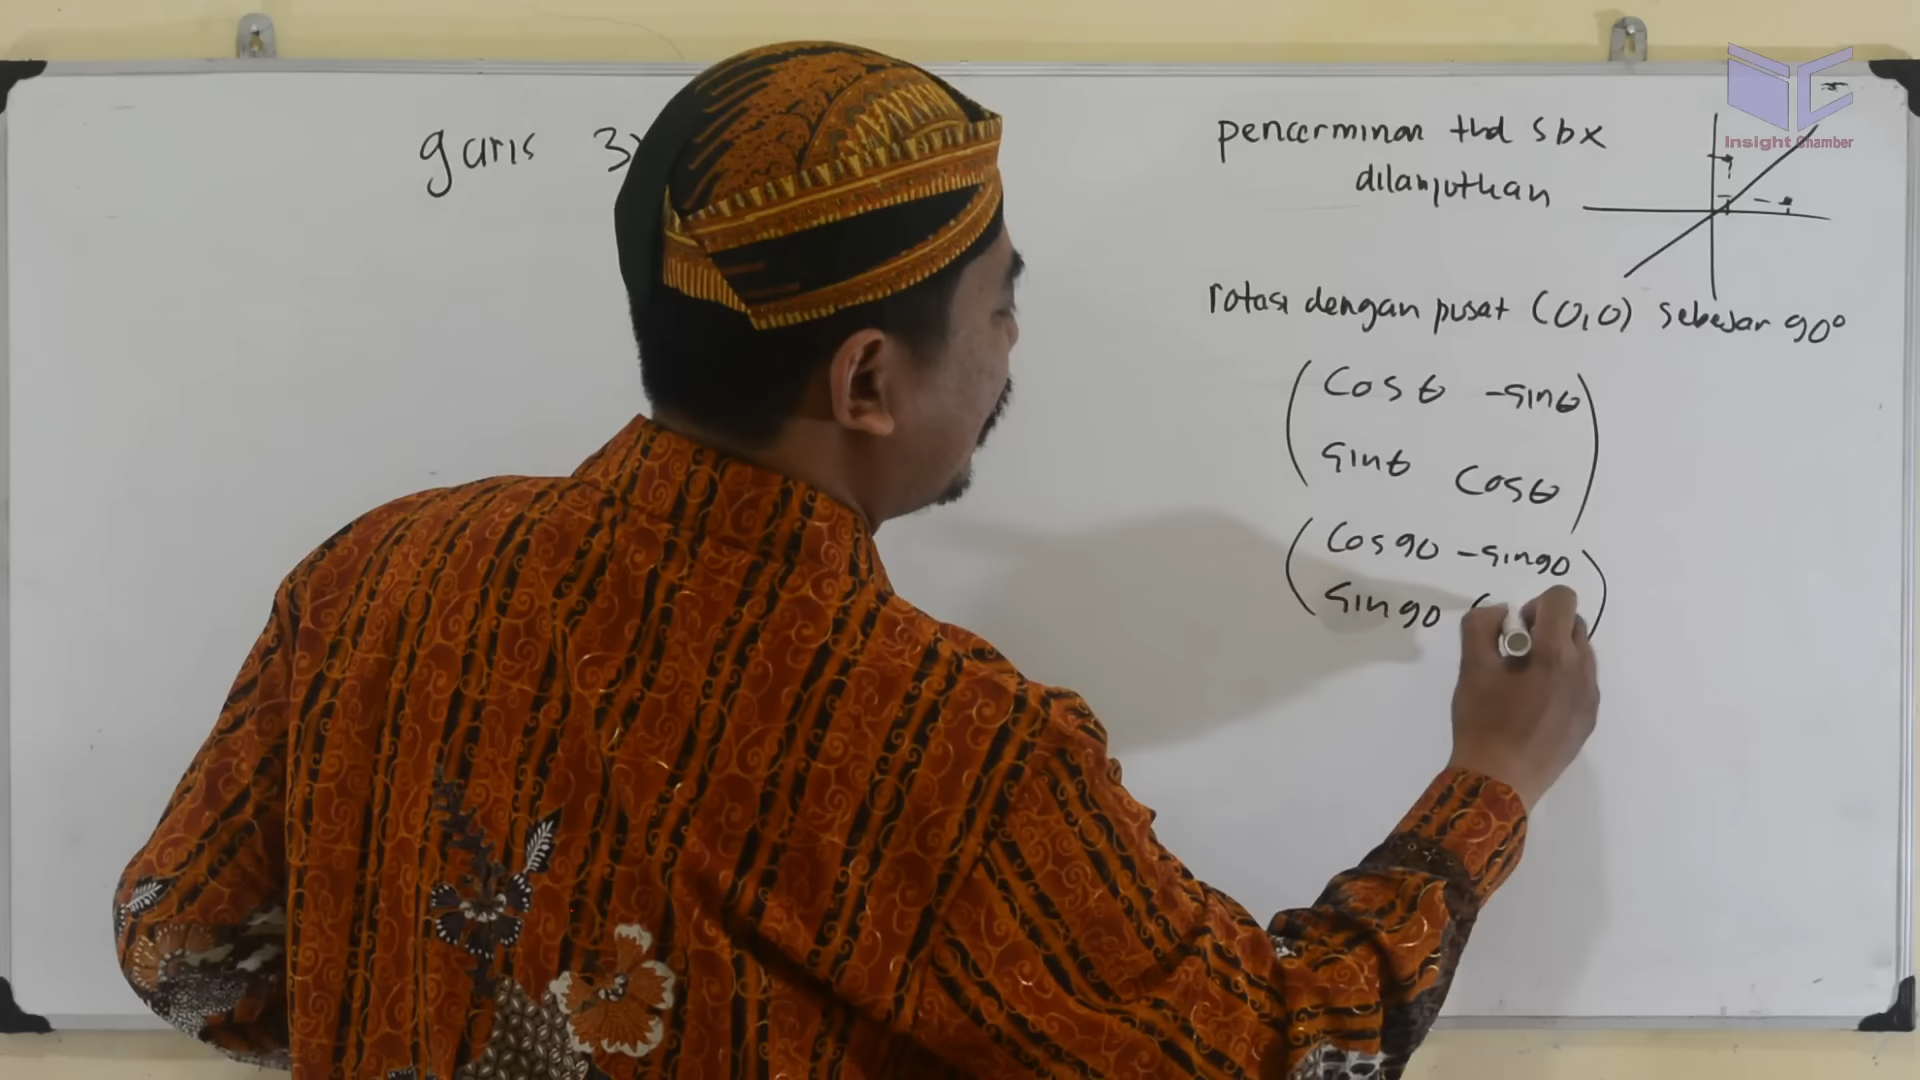 garis 3x
pencerminan thd sbx
dilanjutkan
rotasi dengan pusat (0,0) sebesar 90°
Cos θ -sin θ
sin θ Cos θ
Cos 90 -sin 90
Sin 90
Insight Chamber